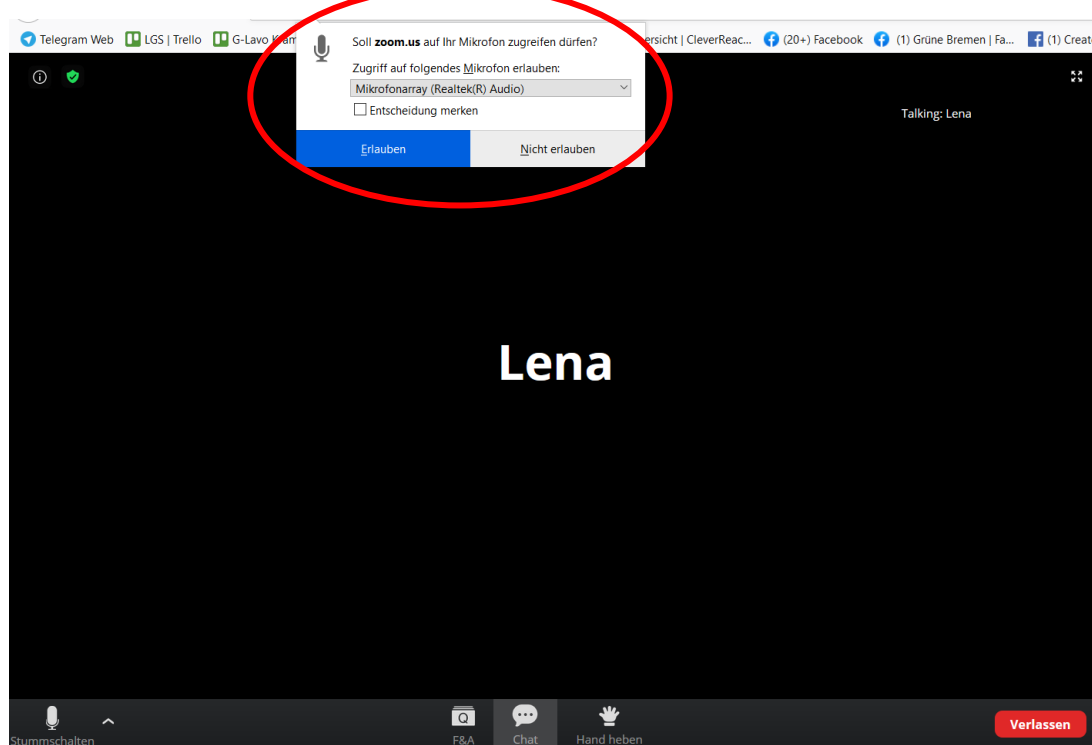 Telegram Web LGS | Trello G-Lavo Kram ersicht | CleverReac... (20+) Facebook (1) Grüne Bremen | Fa... (1) Creat
Soll zoom.us auf Ihr Mikrofon zugreifen dürfen?
Zugriff auf folgendes Mikrofon erlauben:
Mikrofonarray (Realtek(R) Audio)
Entscheidung merken
Erlauben Nicht erlauben
Talking: Lena
Lena
Stummschalten F&A Chat Hand heben Verlassen